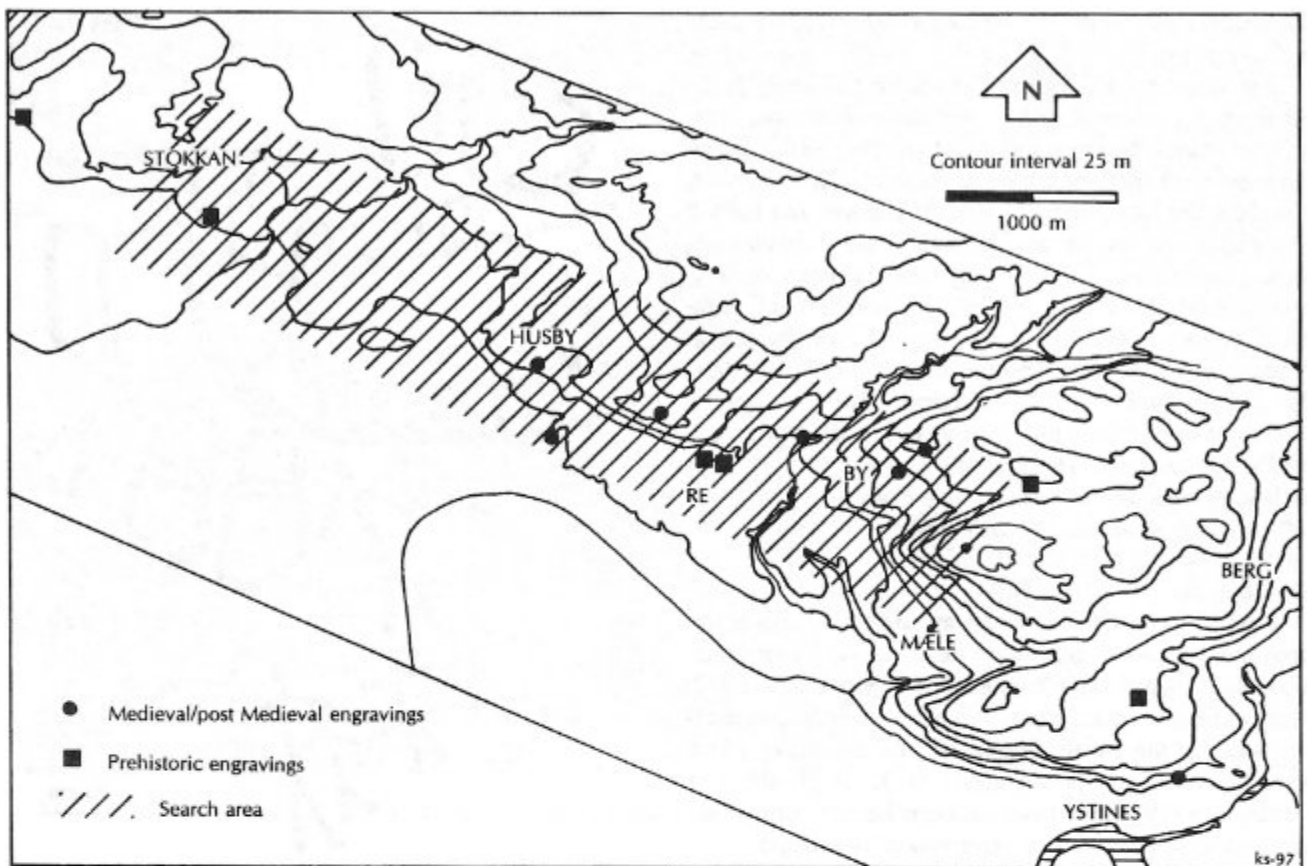 N
Contour interval 25 m
1000 m
STOKKAN
HUSBY
RE
BY
BERG
MÆLE
Medieval/post Medieval engravings
Prehistoric engravings
Search area
YSTINES
ks-97